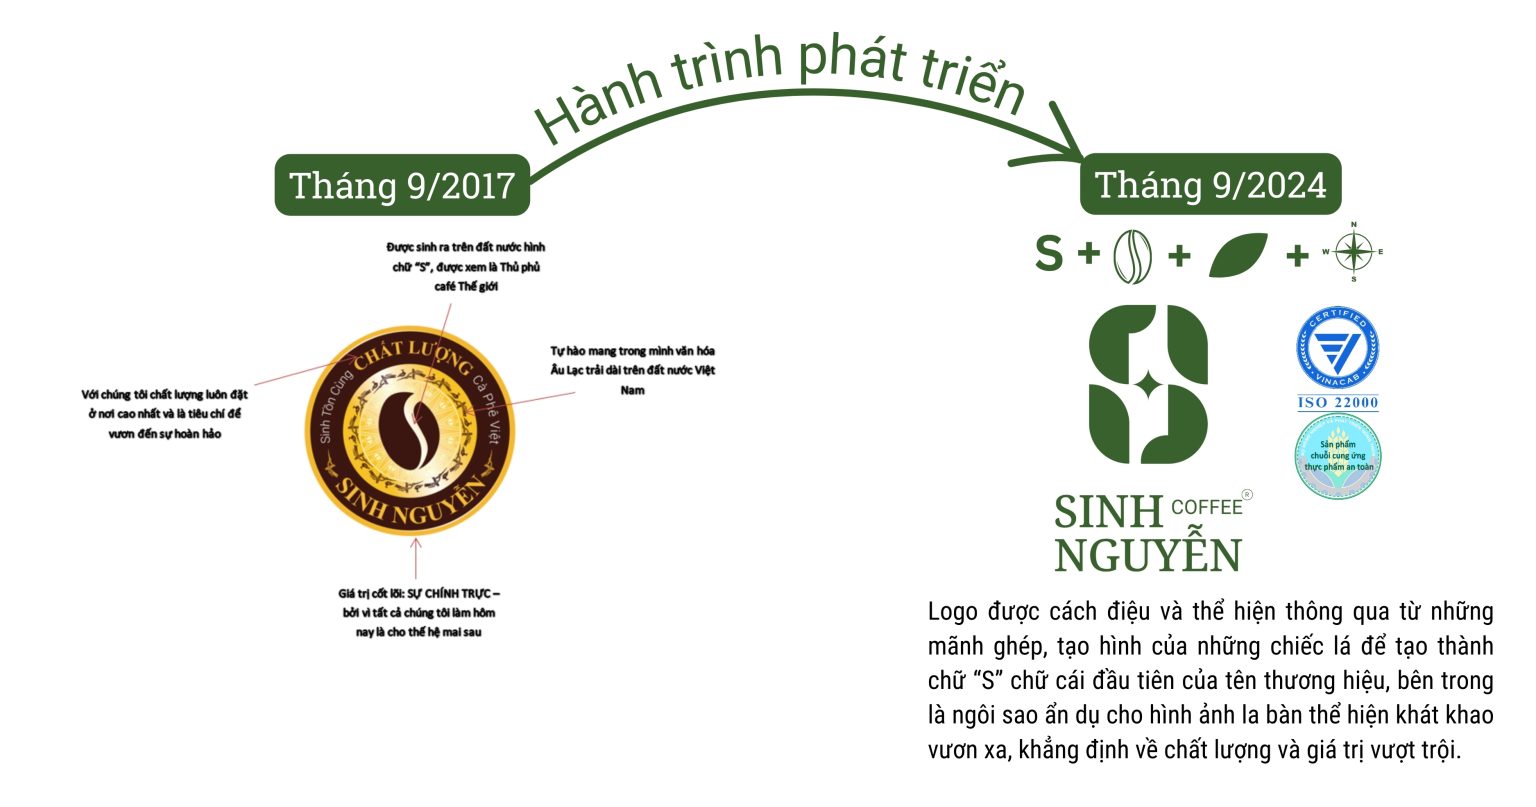 Hành trình phát triển
Tháng 9/2017
Được sinh ra trên đất nước hình
chữ “S”, được xem là Thủ phủ
café Thế giới
Tự hào mang trong mình văn hóa
Âu Lạc trải dài trên đất nước Việt
Nam
Với chúng tôi chất lượng luôn đặt
ở nơi cao nhất và là tiêu chí để
vươn đến sự hoàn hảo
CHẤT LƯỢNG
Sinh Tồn Cùng
Cà Phê Việt
SINH NGUYỄN
Giá trị cốt lõi: SỰ CHÍNH TRỰC –
bởi vì tất cả chúng tôi làm hôm
nay là cho thế hệ mai sau
Tháng 9/2024
S + + +
N
W E
S
CERTIFIED
VINACAB
ISO 22000
Sản phẩm
chuỗi cung ứng
thực phẩm an toàn
SINH COFFEE®
NGUYỄN
Logo được cách điệu và thể hiện thông qua từ những
mãnh ghép, tạo hình của những chiếc lá để tạo thành
chữ “S” chữ cái đầu tiên của tên thương hiệu, bên trong
là ngôi sao ẩn dụ cho hình ảnh la bàn thể hiện khát khao
vươn xa, khẳng định về chất lượng và giá trị vượt trội.